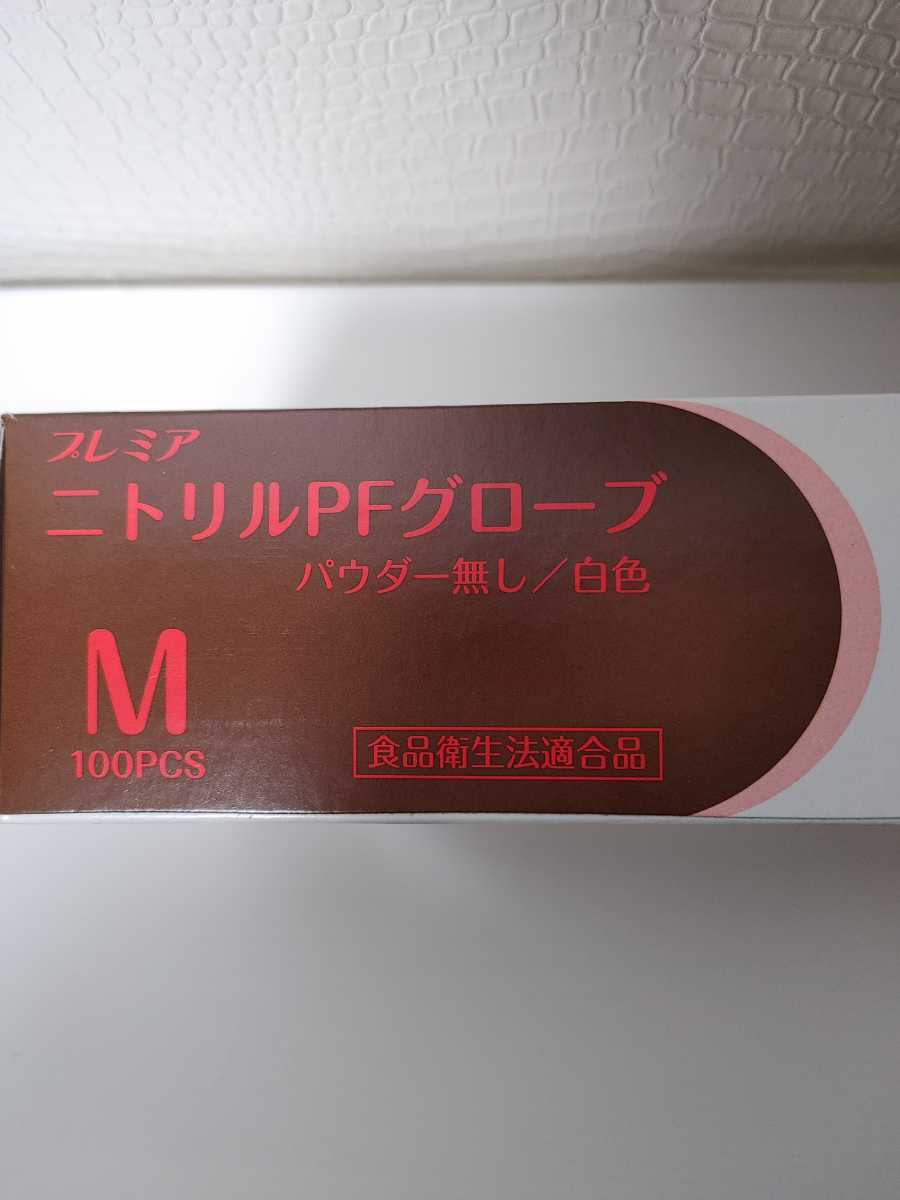 プレミア
ニトリルPFグローブ
パウダー無し／白色
M
100PCS
食品衛生法適合品